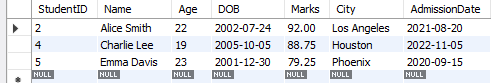 StudentID Name Age DOB Marks City AdmissionDate
2 Alice Smith 22 2002-07-24 92.00 Los Angeles 2021-08-20
4 Charlie Lee 19 2005-10-05 88.75 Houston 2022-11-05
5 Emma Davis 23 2001-12-30 79.25 Phoenix 2020-09-15
NULL NULL NULL NULL NULL NULL NULL